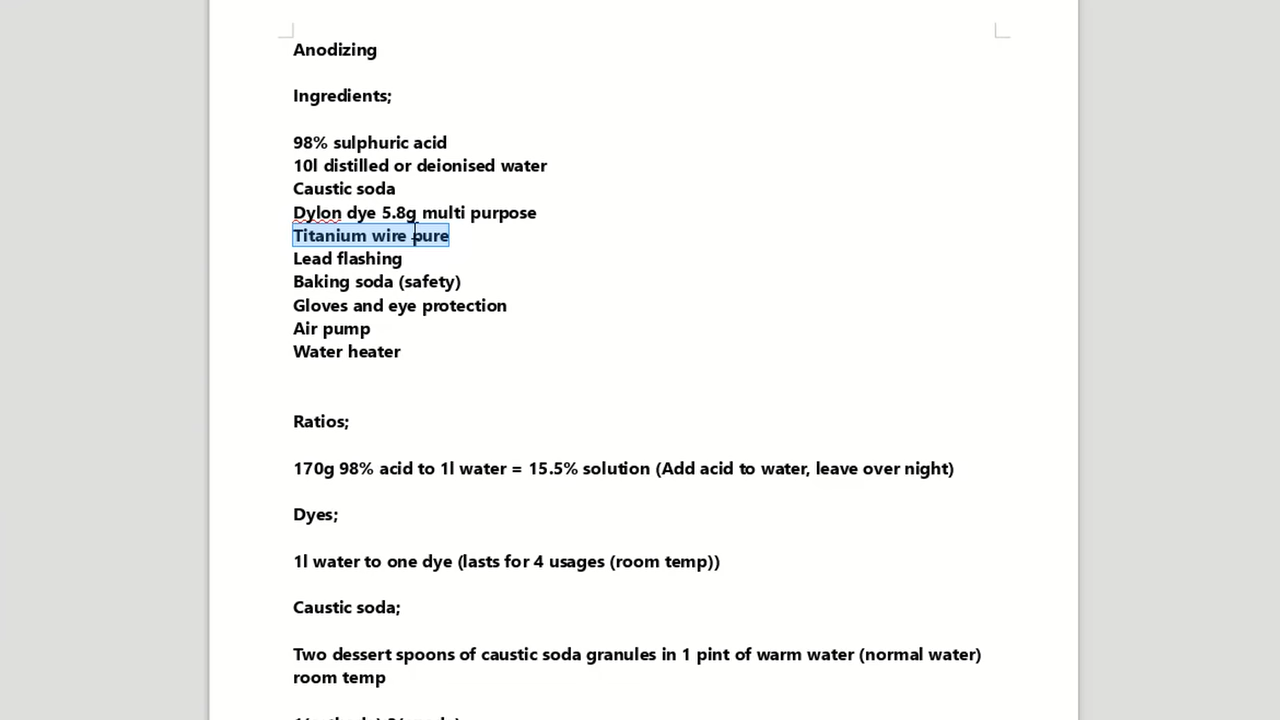 Anodizing
Ingredients;
98% sulphuric acid
10l distilled or deionised water
Caustic soda
Dylon dye 5.8g multi purpose
Titanium wire pure
Lead flashing
Baking soda (safety)
Gloves and eye protection
Air pump
Water heater
Ratios;
170g 98% acid to 1l water = 15.5% solution (Add acid to water, leave over night)
Dyes;
1l water to one dye (lasts for 4 usages (room temp))
Caustic soda;
Two dessert spoons of caustic soda granules in 1 pint of warm water (normal water)
room temp